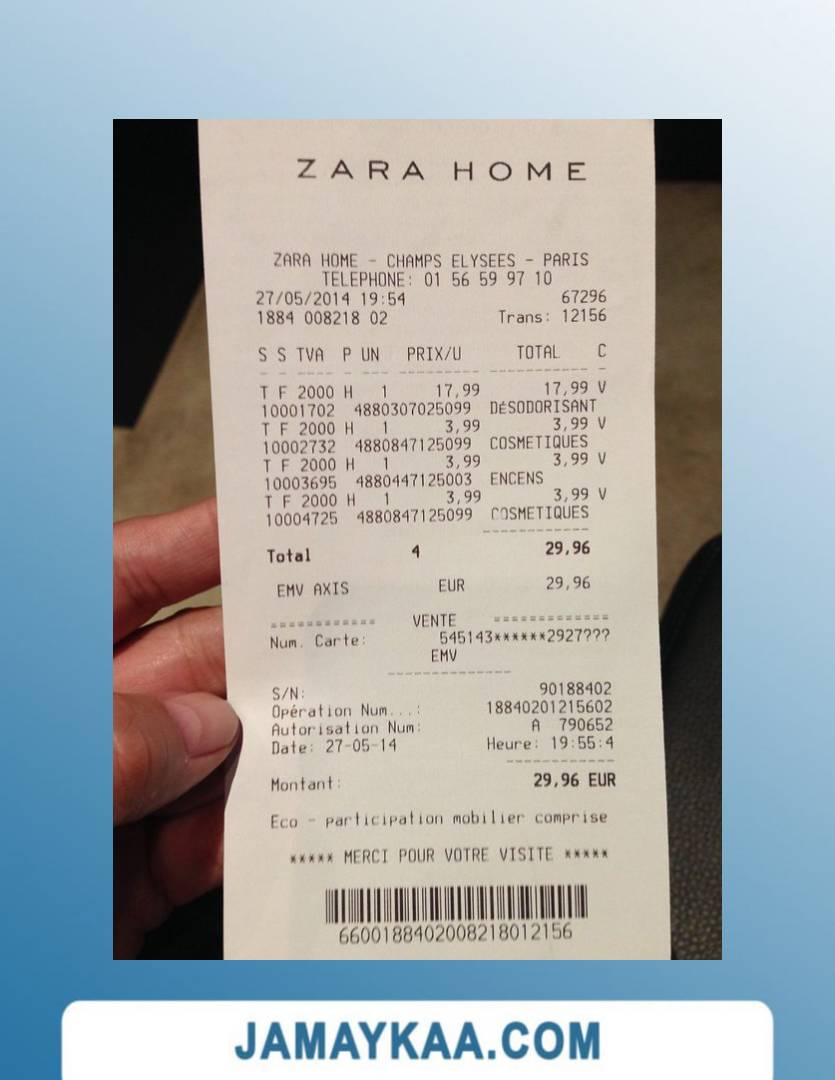 ZARA HOME
ZARA HOME - CHAMPS ELYSEES - PARIS
TELEPHONE: 01 56 59 97 10
27/05/2014 19:54 67296
1884 008218 02 Trans: 12156
S S TVA P UN PRIX/U TOTAL C
T F 2000 H 1 17,99 17,99 V
10001702 4880307025099 DéSODORISANT
T F 2000 H 1 3,99 3,99 V
10002732 4880847125099 COSMETIQUES
T F 2000 H 1 3,99 3,99 V
10003695 4880447125003 ENCENS
T F 2000 H 1 3,99 3,99 V
10004725 4880847125099 COSMETIQUES
Total 4 29,96
EMV AXIS EUR 29,96
============ VENTE =============
Num. Carte: 545143******2927???
EMV
S/N: 90188402
Opération Num...: 18840201215602
Autorisation Num: A 790652
Date: 27-05-14 Heure: 19:55:4
Montant: 29,96 EUR
Eco - participation mobilier comprise
***** MERCI POUR VOTRE VISITE *****
6600188402008218012156
JAMAYKAA.COM